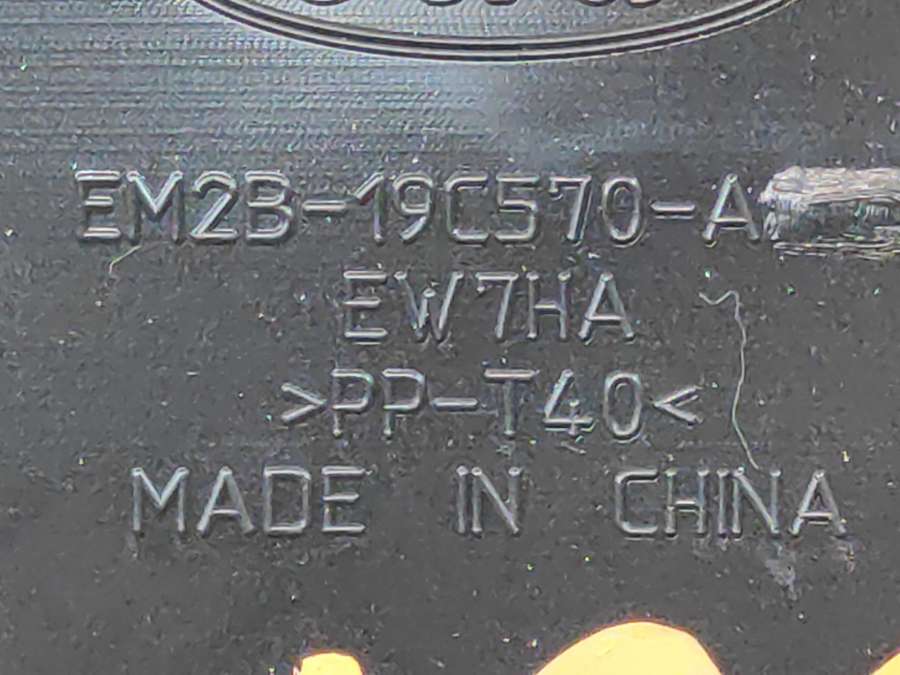 EM2B-19C570-A
EW7HA
>PP-T40<
MADE IN CHINA